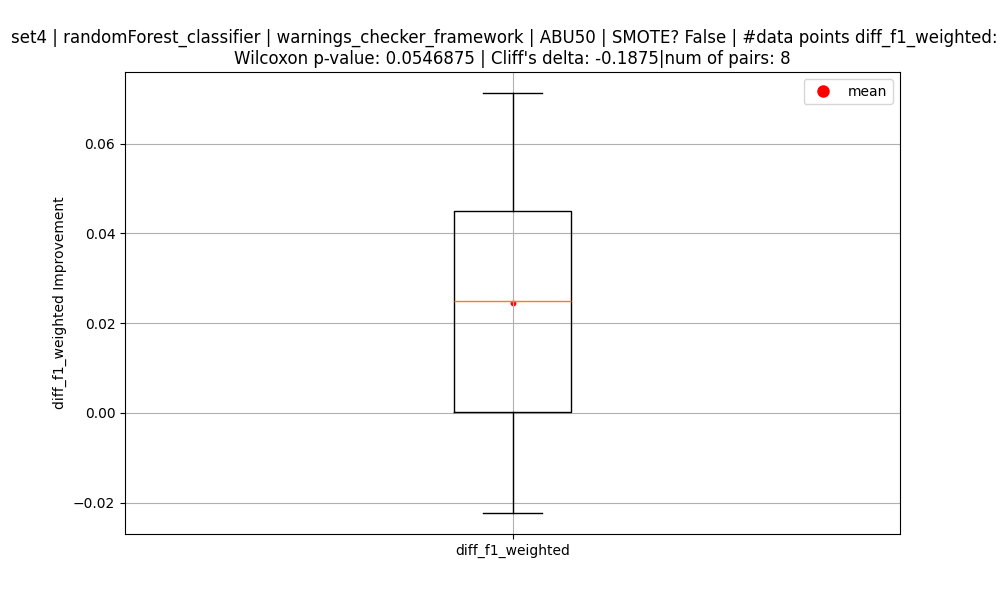 set4 | randomForest_classifier | warnings_checker_framework | ABU50 | SMOTE? False | #data points diff_f1_weighted:
Wilcoxon p-value: 0.0546875 | Cliff's delta: -0.1875|num of pairs: 8
mean
0.06
0.04
0.02
0.00
−0.02
diff_f1_weighted Improvement
diff_f1_weighted